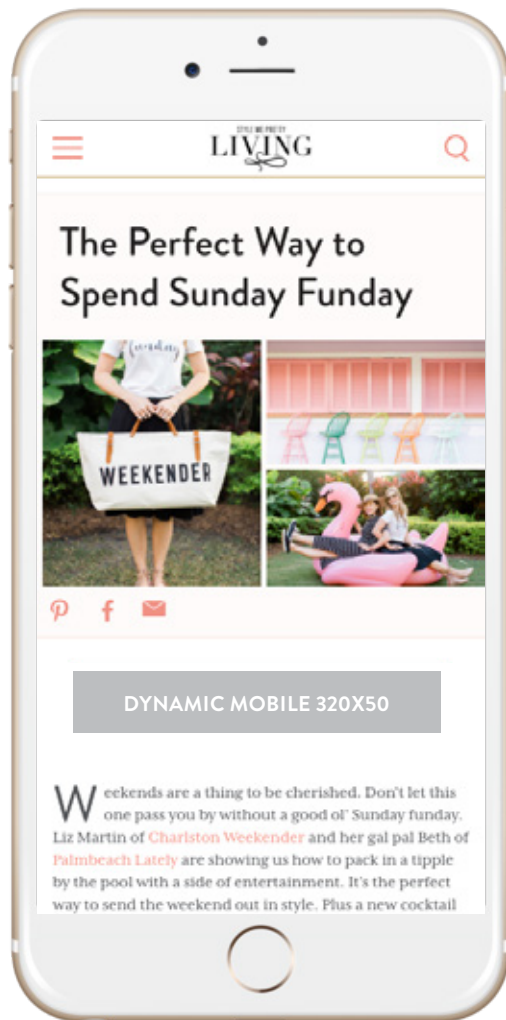 STYLE ME PRETTY
LIVING
The Perfect Way to
Spend Sunday Funday
WEEKENDER
DYNAMIC MOBILE 320X50
Weekends are a thing to be cherished. Don't let this
one pass you by without a good ol' Sunday funday.
Liz Martin of Charlston Weekender and her gal pal Beth of
Palmbeach Lately are showing us how to pack in a tipple
by the pool with a side of entertainment. It's the perfect
way to send the weekend out in style. Plus a new cocktail